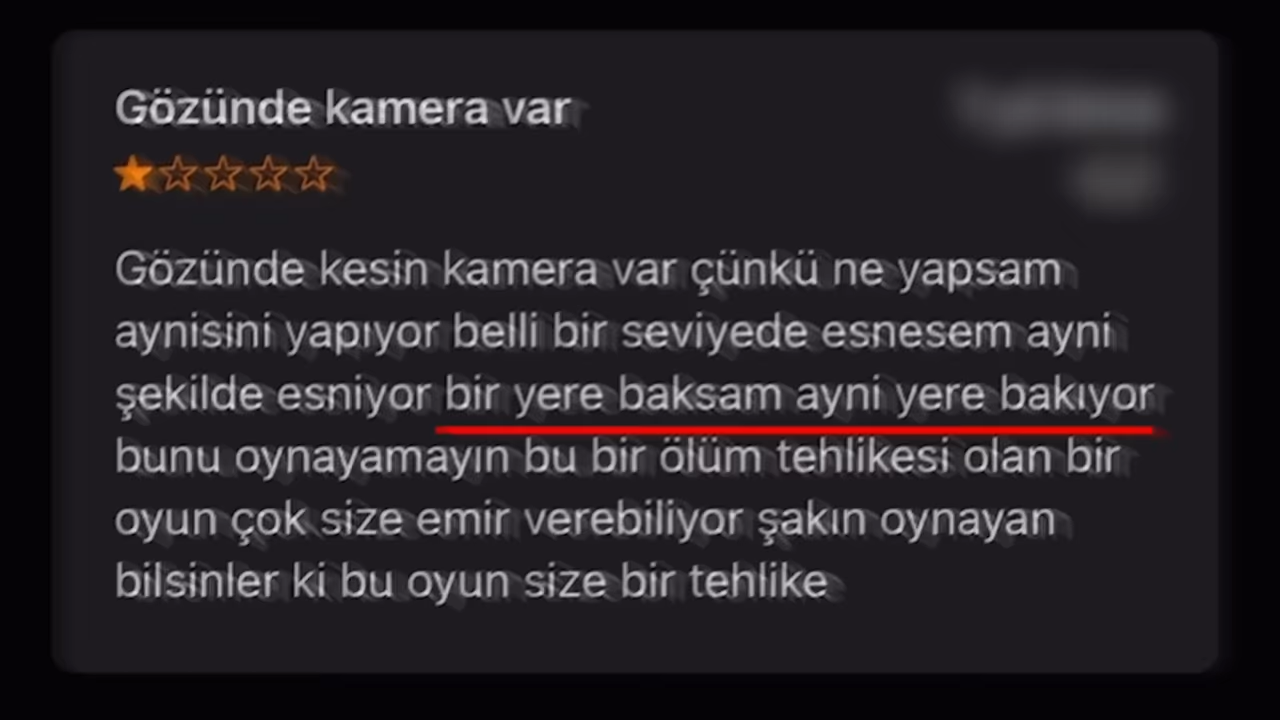 Gözünde kamera var
Gözünde kesin kamera var çünkü ne yapsam
aynisini yapıyor belli bir seviyede esnesem ayni
şekilde esniyor bir yere baksam ayni yere bakıyor
bunu oynayamayın bu bir ölüm tehlikesi olan bir
oyun çok size emir verebiliyor şakın oynayan
bilsinler ki bu oyun size bir tehlike